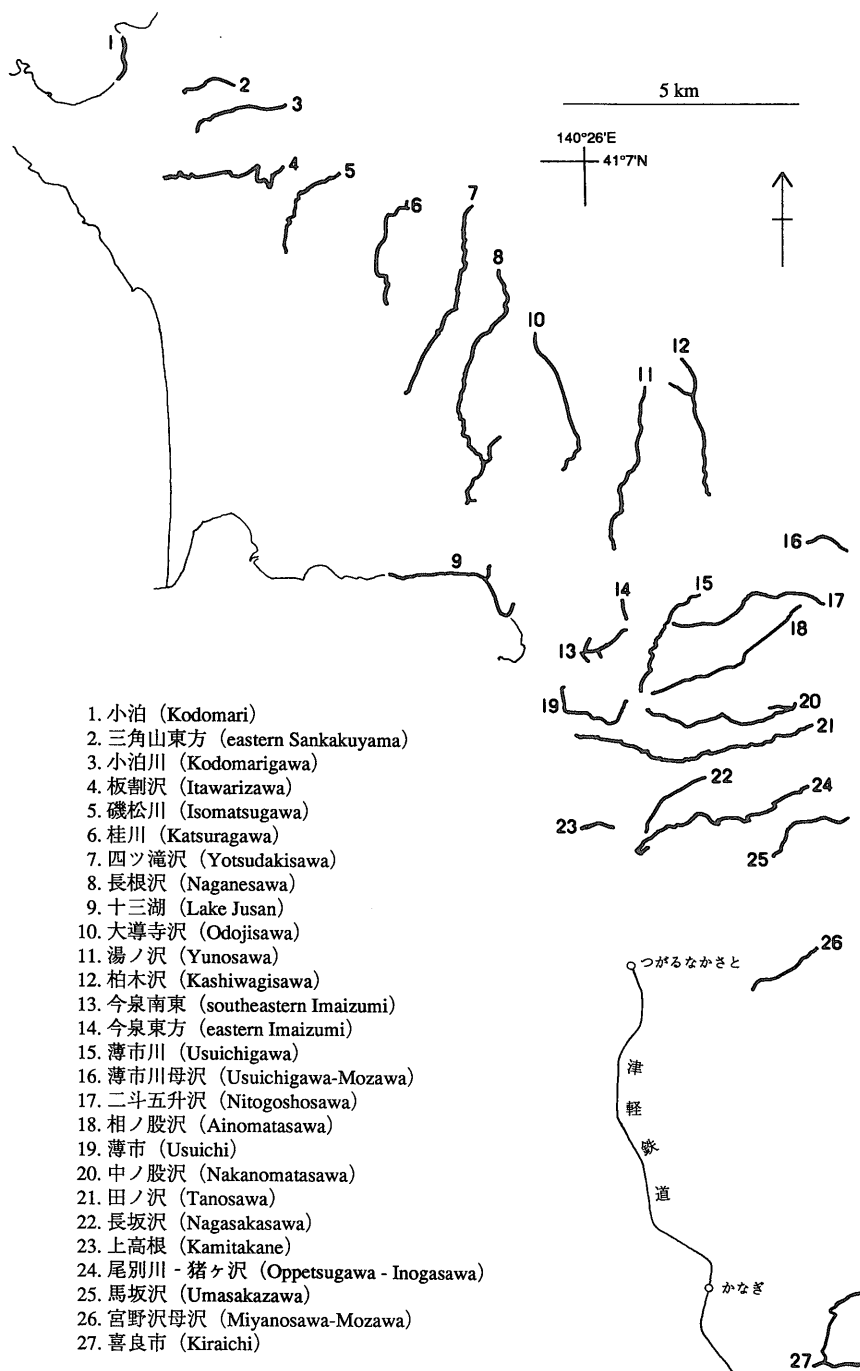 1
2
5 km
3
140°26'E
41°7'N
4
5
6
7
8
10
11
12
9
16
14
15
17
18
13
19
20
21
22
24
23
25
26
つがるなかさと
津軽鉄道
かなぎ
27
1. 小泊 (Kodomari)
2. 三角山東方 (eastern Sankakuyama)
3. 小泊川 (Kodomarigawa)
4. 板割沢 (Itawarizawa)
5. 磯松川 (Isomatsugawa)
6. 桂川 (Katsuragawa)
7. 四ツ滝沢 (Yotsudakisawa)
8. 長根沢 (Naganesawa)
9. 十三湖 (Lake Jusan)
10. 大導寺沢 (Odojisawa)
11. 湯ノ沢 (Yunosawa)
12. 柏木沢 (Kashiwagisawa)
13. 今泉南東 (southeastern Imaizumi)
14. 今泉東方 (eastern Imaizumi)
15. 薄市川 (Usuichigawa)
16. 薄市川母沢 (Usuichigawa-Mozawa)
17. 二斗五升沢 (Nitogoshosawa)
18. 相ノ股沢 (Ainomatasawa)
19. 薄市 (Usuichi)
20. 中ノ股沢 (Nakanomatasawa)
21. 田ノ沢 (Tanosawa)
22. 長坂沢 (Nagasakasawa)
23. 上高根 (Kamitakane)
24. 尾別川 - 猪ヶ沢 (Oppetsugawa - Inogasawa)
25. 馬坂沢 (Umasakazawa)
26. 宮野沢母沢 (Miyanosawa-Mozawa)
27. 喜良市 (Kiraichi)